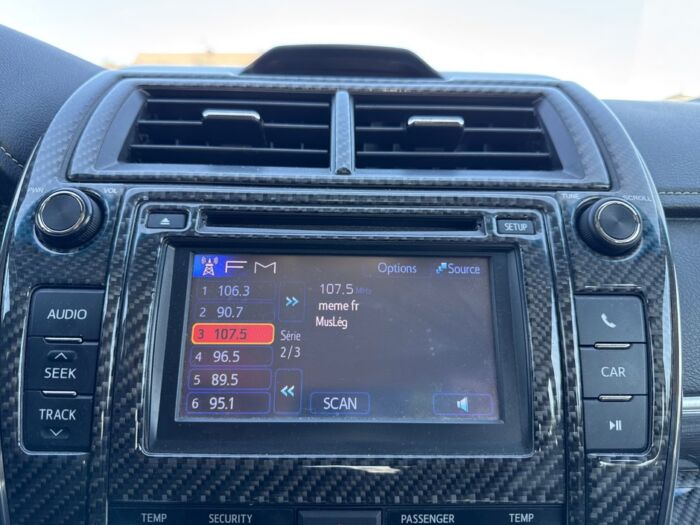 PWR VOL
TUNE SCROLL
SETUP
FM Options Source
1 106.3
2 90.7
3 107.5
4 96.5
5 89.5
6 95.1
Série
2/3
107.5 MHz
meme fr
MusLég
SCAN
AUDIO
SEEK
TRACK
CAR
TEMP SECURITY PASSENGER TEMP